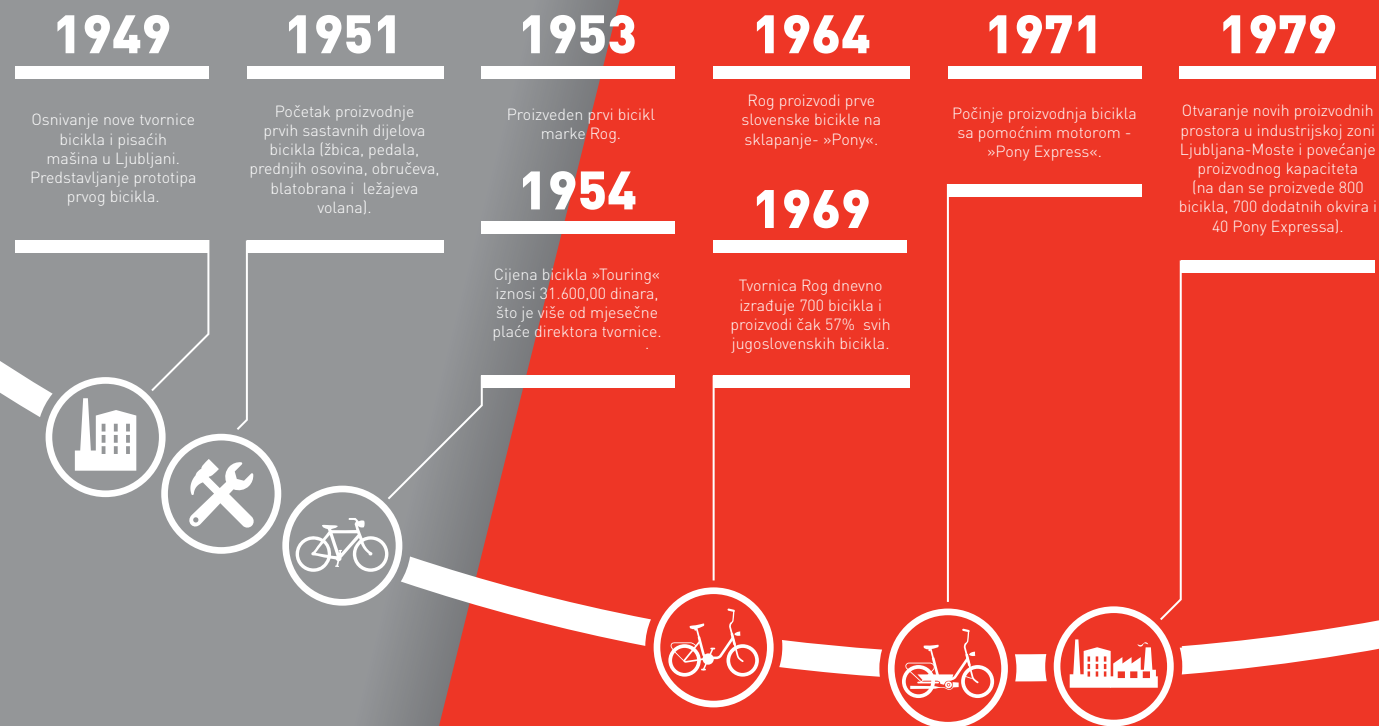 1949
Osnivanje nove tvornice
bicikla i pisaćih
mašina u Ljubljani.
Predstavljanje prototipa
prvog bicikla.
1951
Početak proizvodnje
prvih sastavnih dijelova
bicikla (žbica, pedala,
prednjih osovina, obručeva,
blatobrana i ležajeva
volana).
1953
Proizveden prvi bicikl
marke Rog.
1954
Cijena bicikla »Touring«
iznosi 31.600,00 dinara,
što je više od mjesečne
plaće direktora tvornice.
.
1964
Rog proizvodi prve
slovenske bicikle na
sklapanje- »Pony«.
1969
Tvornica Rog dnevno
izrađuje 700 bicikla i
proizvodi čak 57% svih
jugoslovenskih bicikla.
1971
Počinje proizvodnja bicikla
sa pomoćnim motorom -
»Pony Express«.
1979
Otvaranje novih proizvodnih
prostora u industrijskoj zoni
Ljubljana-Moste i povećanje
proizvodnog kapaciteta
(na dan se proizvede 800
bicikla, 700 dodatnih okvira i
40 Pony Expressa).